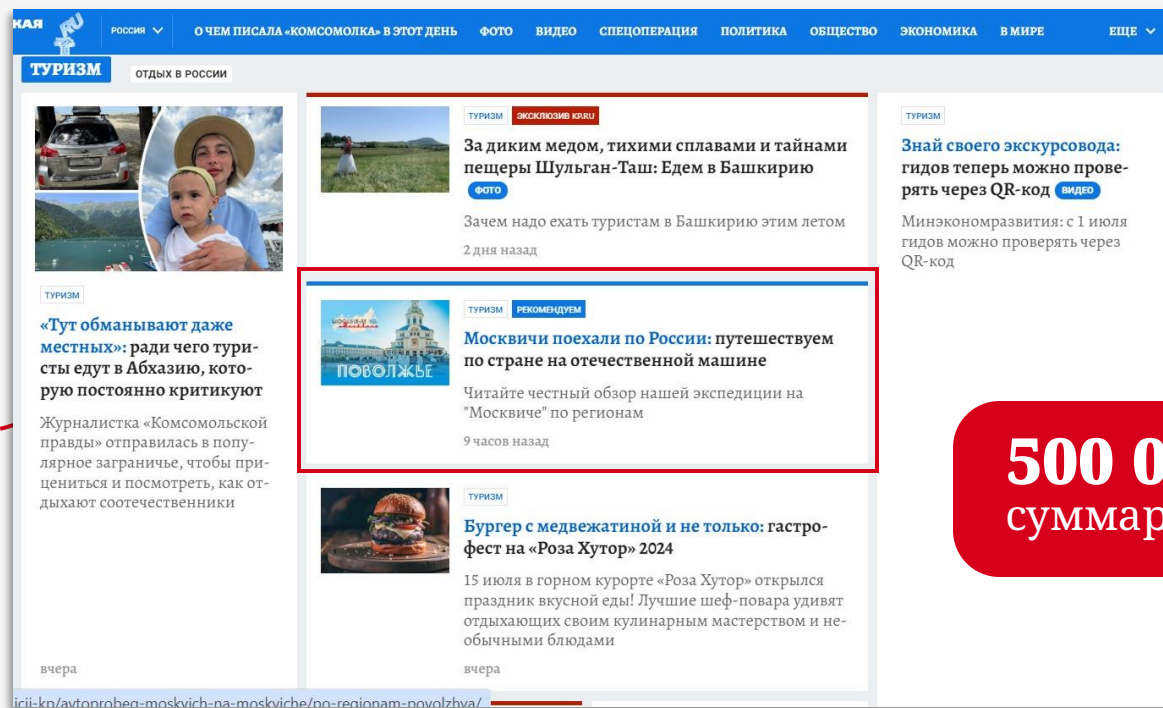 КАЯ
РОССИЯ
О ЧЕМ ПИСАЛА «КОМСОМОЛКА» В ЭТОТ ДЕНЬ
ФОТО
ВИДЕО
СПЕЦОПЕРАЦИЯ
ПОЛИТИКА
ОБЩЕСТВО
ЭКОНОМИКА
В МИРЕ
ЕЩЕ
RU
ТУРИЗМ
ОТДЫХ В РОССИИ
ТУРИЗМ
«Тут обманывают даже
местных»: ради чего тури-
сты едут в Абхазию, кото-
рую постоянно критикуют
Журналистка «Комсомольской
правды» отправилась в попу-
лярное заграничье, чтобы при-
цениться и посмотреть, как от-
дыхают соотечественники
вчера
ТУРИЗМ
ЭКСКЛЮЗИВ KP.RU
За диким медом, тихими сплавами и тайнами
пещеры Шульган-Таш: Едем в Башкирию
ФОТО
Зачем надо ехать туристам в Башкирию этим летом
2 дня назад
ПОВОЛЖЬЕ
ТУРИЗМ
РЕКОМЕНДУЕМ
Москвичи поехали по России: путешествуем
по стране на отечественной машине
Читайте честный обзор нашей экспедиции на
"Москвиче" по регионам
9 часов назад
ТУРИЗМ
Бургер с медвежатиной и не только: гастро-
фест на «Роза Хутор» 2024
15 июля в горном курорте «Роза Хутор» открылся
праздник вкусной еды! Лучшие шеф-повара удивят
отдыхающих своим кулинарным мастерством и не-
обычными блюдами
вчера
ТУРИЗМ
Знай своего экскурсовода:
гидов теперь можно прове-
рять через QR-код ВИДЕО
Минэкономразвития: с 1 июля
гидов можно проверять через
QR-код
500 0
суммар
icii-kp/avtoprobeg-moskvich-na-moskviche/po-regionam-povolzhya/